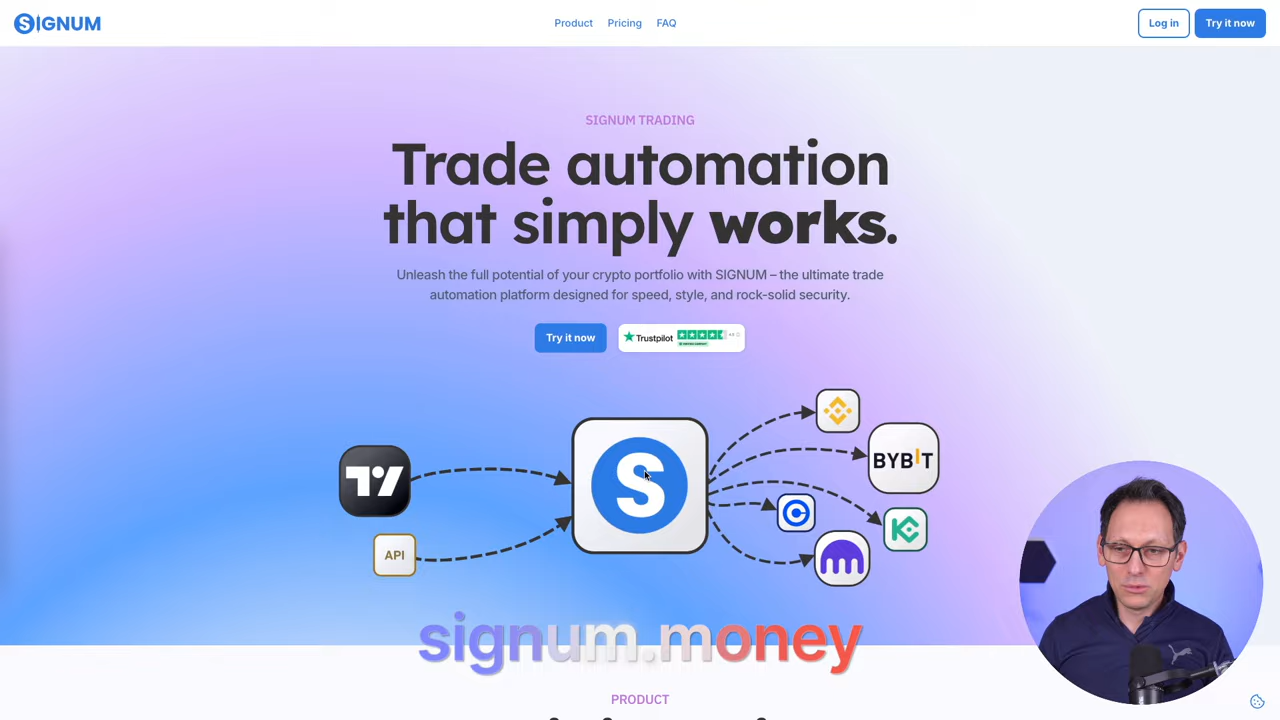 SIGNUM
Product
Pricing
FAQ
Log in
Try it now
SIGNUM TRADING
Trade automation
that simply works.
Unleash the full potential of your crypto portfolio with SIGNUM – the ultimate trade
automation platform designed for speed, style, and rock-solid security.
Try it now
Trustpilot
BYBIT
API
signum.money
PRODUCT